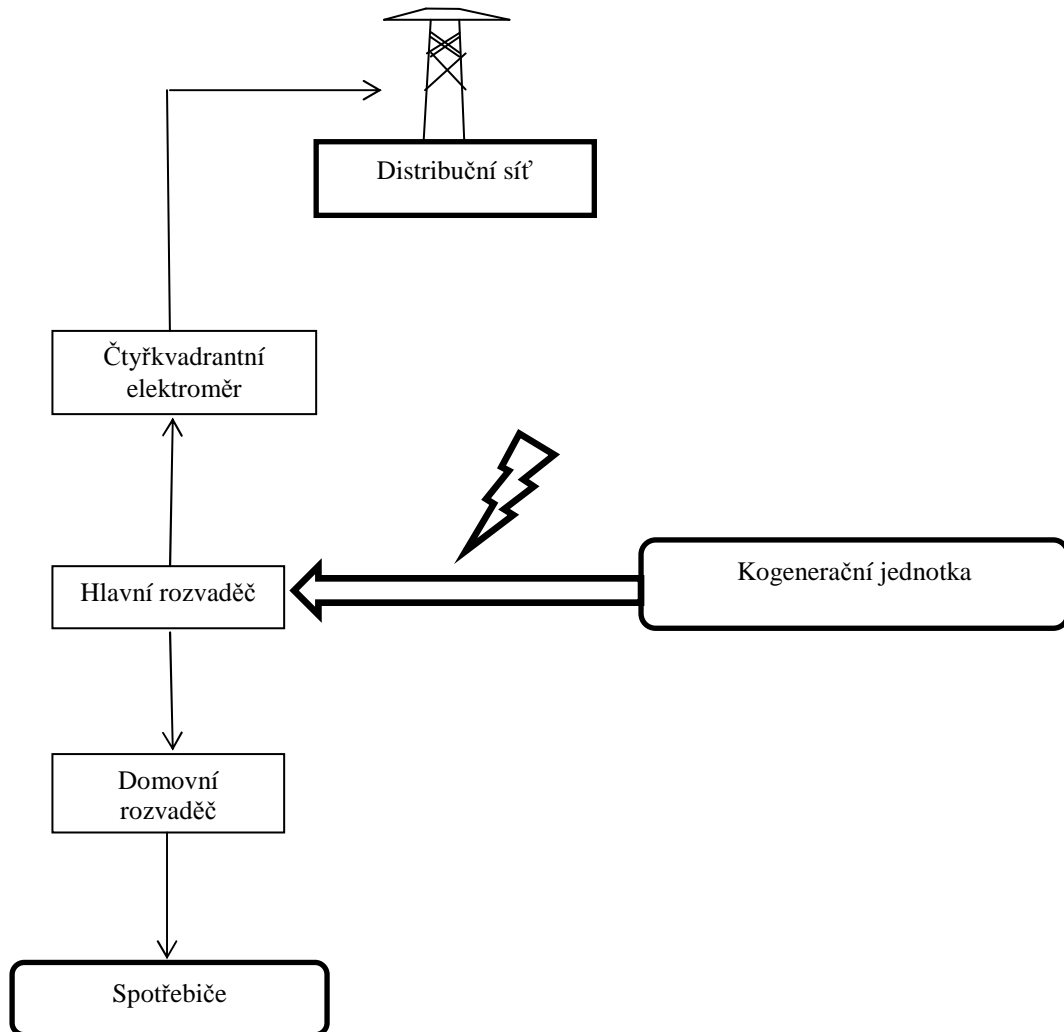 Distribuční síť
Čtyřkvadrantní
elektroměr
Hlavní rozvaděč
Kogenerační jednotka
Domovní
rozvaděč
Spotřebiče